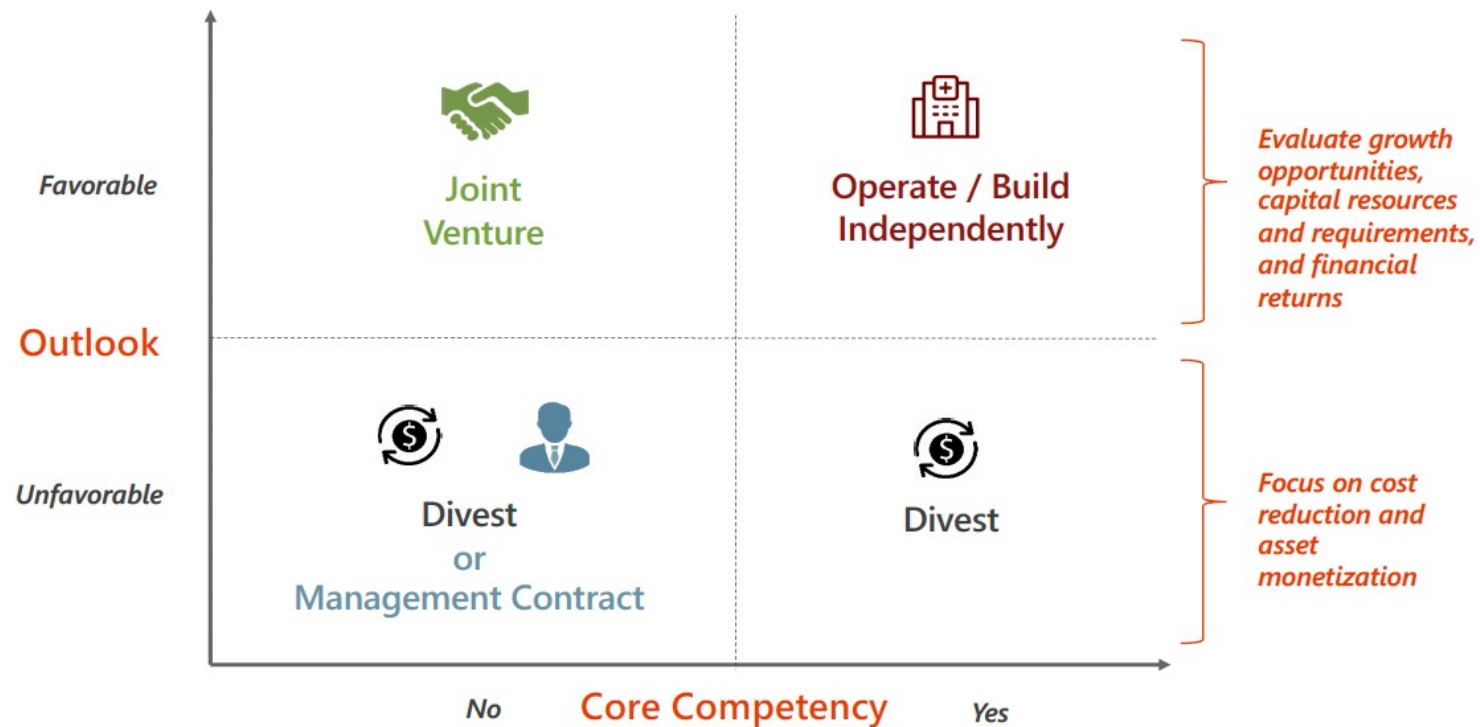 Favorable
Joint
Venture
Operate / Build
Independently
Evaluate growth
opportunities,
capital resources
and requirements,
and financial
returns
Outlook
Unfavorable
$
Divest
or
Management Contract
$
Divest
Focus on cost
reduction and
asset
monetization
No
Core Competency
Yes